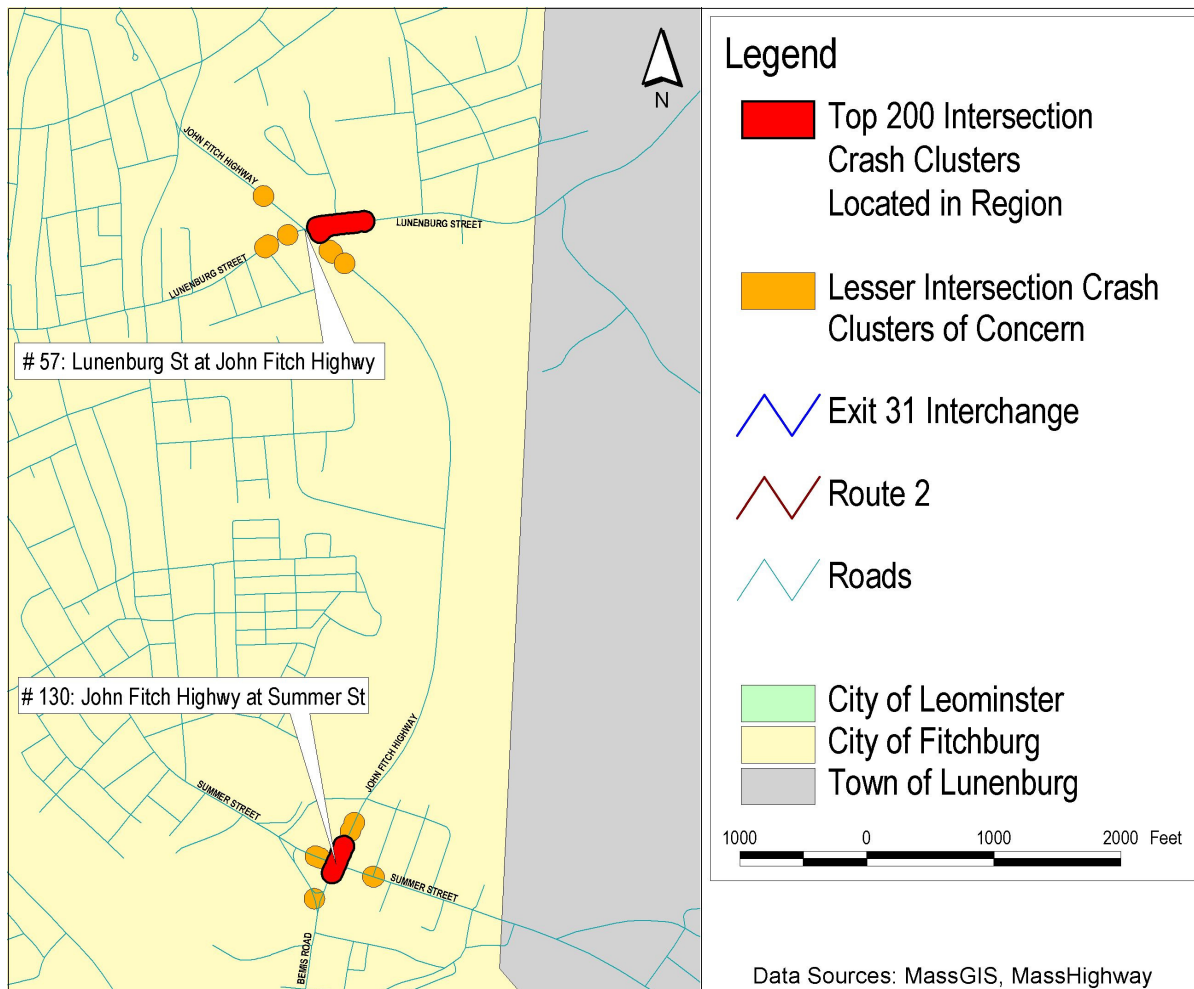 JOHN FITCH HIGHWAY
LUNENBURG STREET
LUNENBURG STREET
# 57: Lunenburg St at John Fitch Highwy
# 130: John Fitch Highwy at Summer St
JOHN FITCH HIGHWAY
SUMMER STREET
SUMMER STREET
BEMIS ROAD
N
Legend
Top 200 Intersection
Crash Clusters
Located in Region
Lesser Intersection Crash
Clusters of Concern
Exit 31 Interchange
Route 2
Roads
City of Leominster
City of Fitchburg
Town of Lunenburg
1000 0 1000 2000 Feet
Data Sources: MassGIS, MassHighway